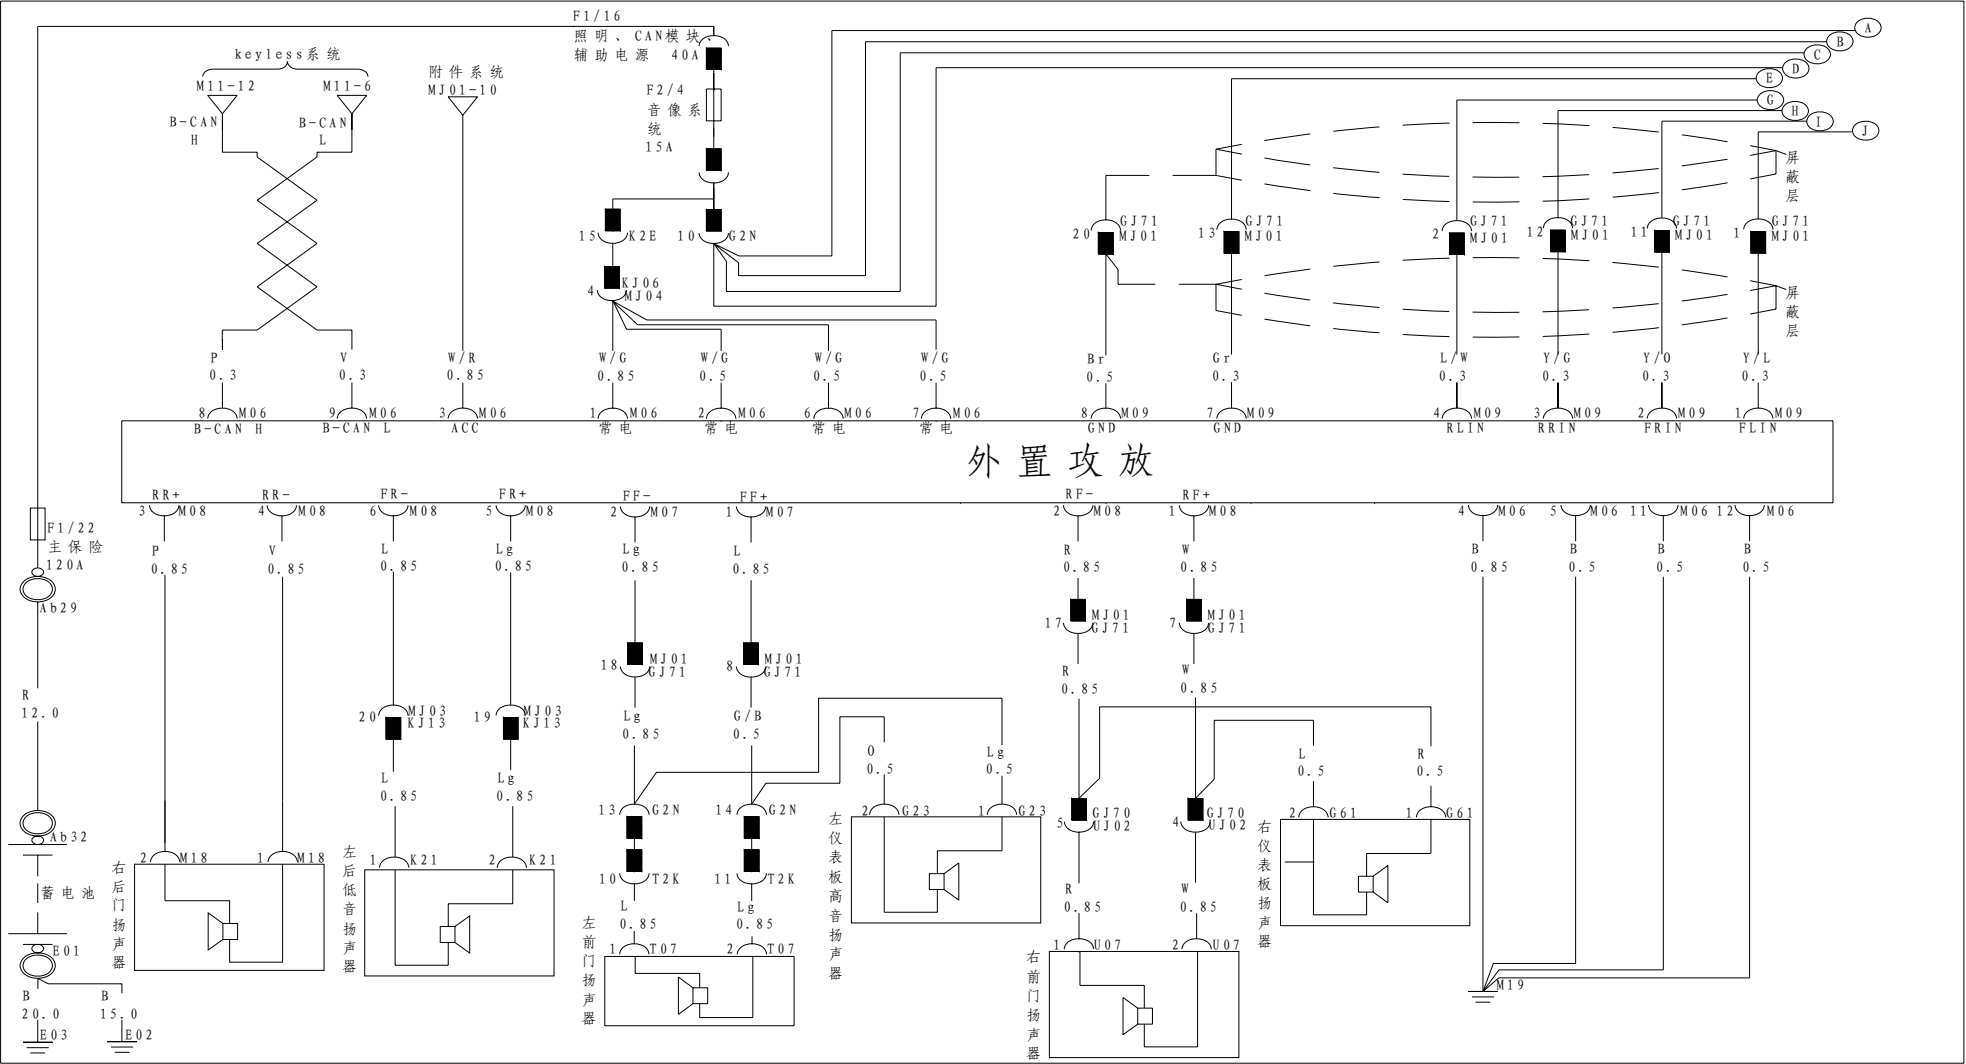 F1/16
照明、CAN模块、
辅助电源 40A
keyless系统
M11-12
M11-6
B-CAN
H
B-CAN
L
附件系统
MJ01-10
F2/4
音像系
统
15A
A
B
C
D
E
G
H
I
J
屏蔽层
15 K2E
10 G2N
4 KJ06
MJ04
20 GJ71
MJ01
13 GJ71
MJ01
2 GJ71
MJ01
12 GJ71
MJ01
11 GJ71
MJ01
1 GJ71
MJ01
屏蔽层
P
0.3
V
0.3
W/R
0.85
W/G
0.85
W/G
0.5
W/G
0.5
W/G
0.5
Br
0.5
Gr
0.3
L/W
0.3
Y/G
0.3
Y/O
0.3
Y/L
0.3
8 M06
B-CAN H
9 M06
B-CAN L
3 M06
ACC
1 M06
常电
2 M06
常电
6 M06
常电
7 M06
常电
8 M09
GND
7 M09
GND
4 M09
RLIN
3 M09
RRIN
2 M09
FRIN
1 M09
FLIN
外置攻放
RR+
3 M08
RR-
4 M08
FR-
6 M08
FR+
5 M08
FF-
2 M07
FF+
1 M07
RF-
2 M08
RF+
1 M08
4 M06
5 M06
11 M06
12 M06
F1/22
主保险
120A
Ab29
P
0.85
V
0.85
L
0.85
Lg
0.85
Lg
0.85
L
0.85
R
0.85
W
0.85
B
0.85
B
0.5
B
0.5
B
0.5
17 MJ01
GJ71
7 MJ01
GJ71
18 MJ01
GJ71
8 MJ01
GJ71
R
0.85
W
0.85
R
12.0
20 MJ03
KJ13
19 MJ03
KJ13
Lg
0.85
G/B
0.5
O
0.5
Lg
0.5
L
0.5
R
0.5
L
0.85
Lg
0.85
13 G2N
14 G2N
2 G23
1 G23
5 GJ70
UJ02
4 GJ70
UJ02
2 G61
1 G61
Ab32
蓄电池
2 M18
1 M18
右后门扬声器
1 K21
2 K21
左后低音扬声器
10 T2K
11 T2K
左仪表板高音扬声器
右仪表板扬声器
L
0.85
Lg
0.85
R
0.85
W
0.85
1 T07
2 T07
左前门扬声器
1 U07
2 U07
右前门扬声器
E01
B
20.0
B
15.0
E03
E02
M19